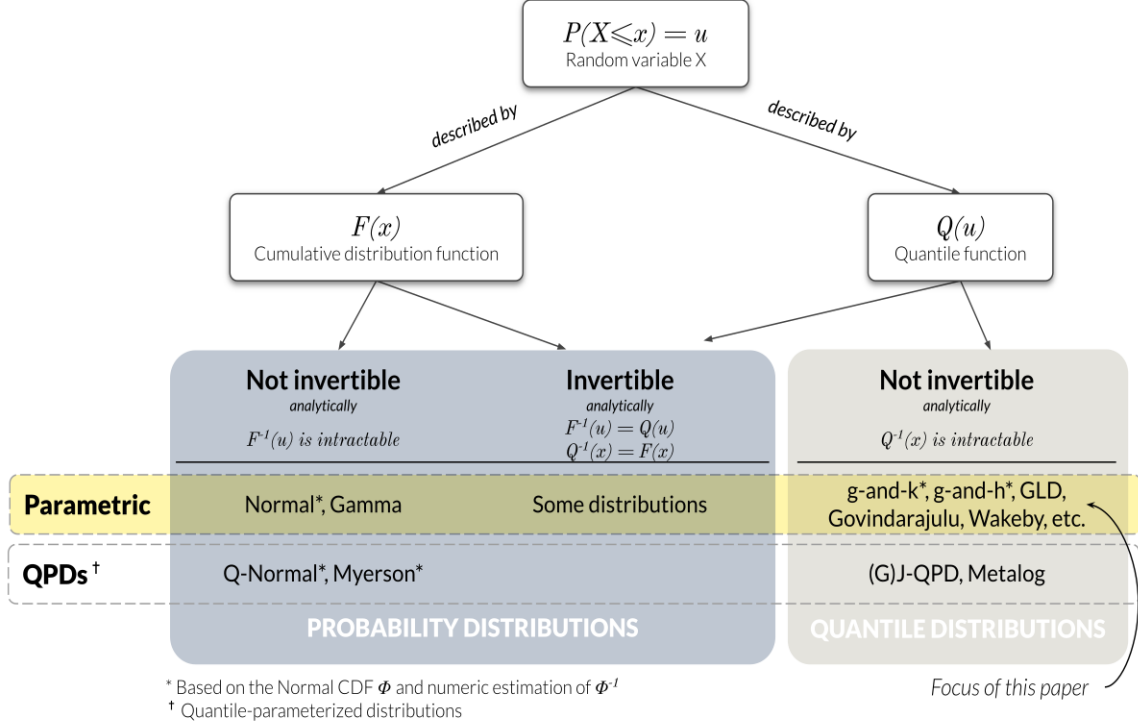 P(X⩽x) = u
Random variable X
described by
described by
F(x)
Cumulative distribution function
Q(u)
Quantile function
Not invertible
analytically
F⁻¹(u) is intractable
Invertible
analytically
F⁻¹(u) = Q(u)
Q⁻¹(x) = F(x)
Not invertible
analytically
Q⁻¹(x) is intractable
Parametric
Normal*, Gamma
Some distributions
g-and-k*, g-and-h*, GLD,
Govindarajulu, Wakeby, etc.
QPDs †
Q-Normal*, Myerson*
(G)J-QPD, Metalog
PROBABILITY DISTRIBUTIONS
QUANTILE DISTRIBUTIONS
* Based on the Normal CDF Φ and numeric estimation of Φ⁻¹
† Quantile-parameterized distributions
Focus of this paper